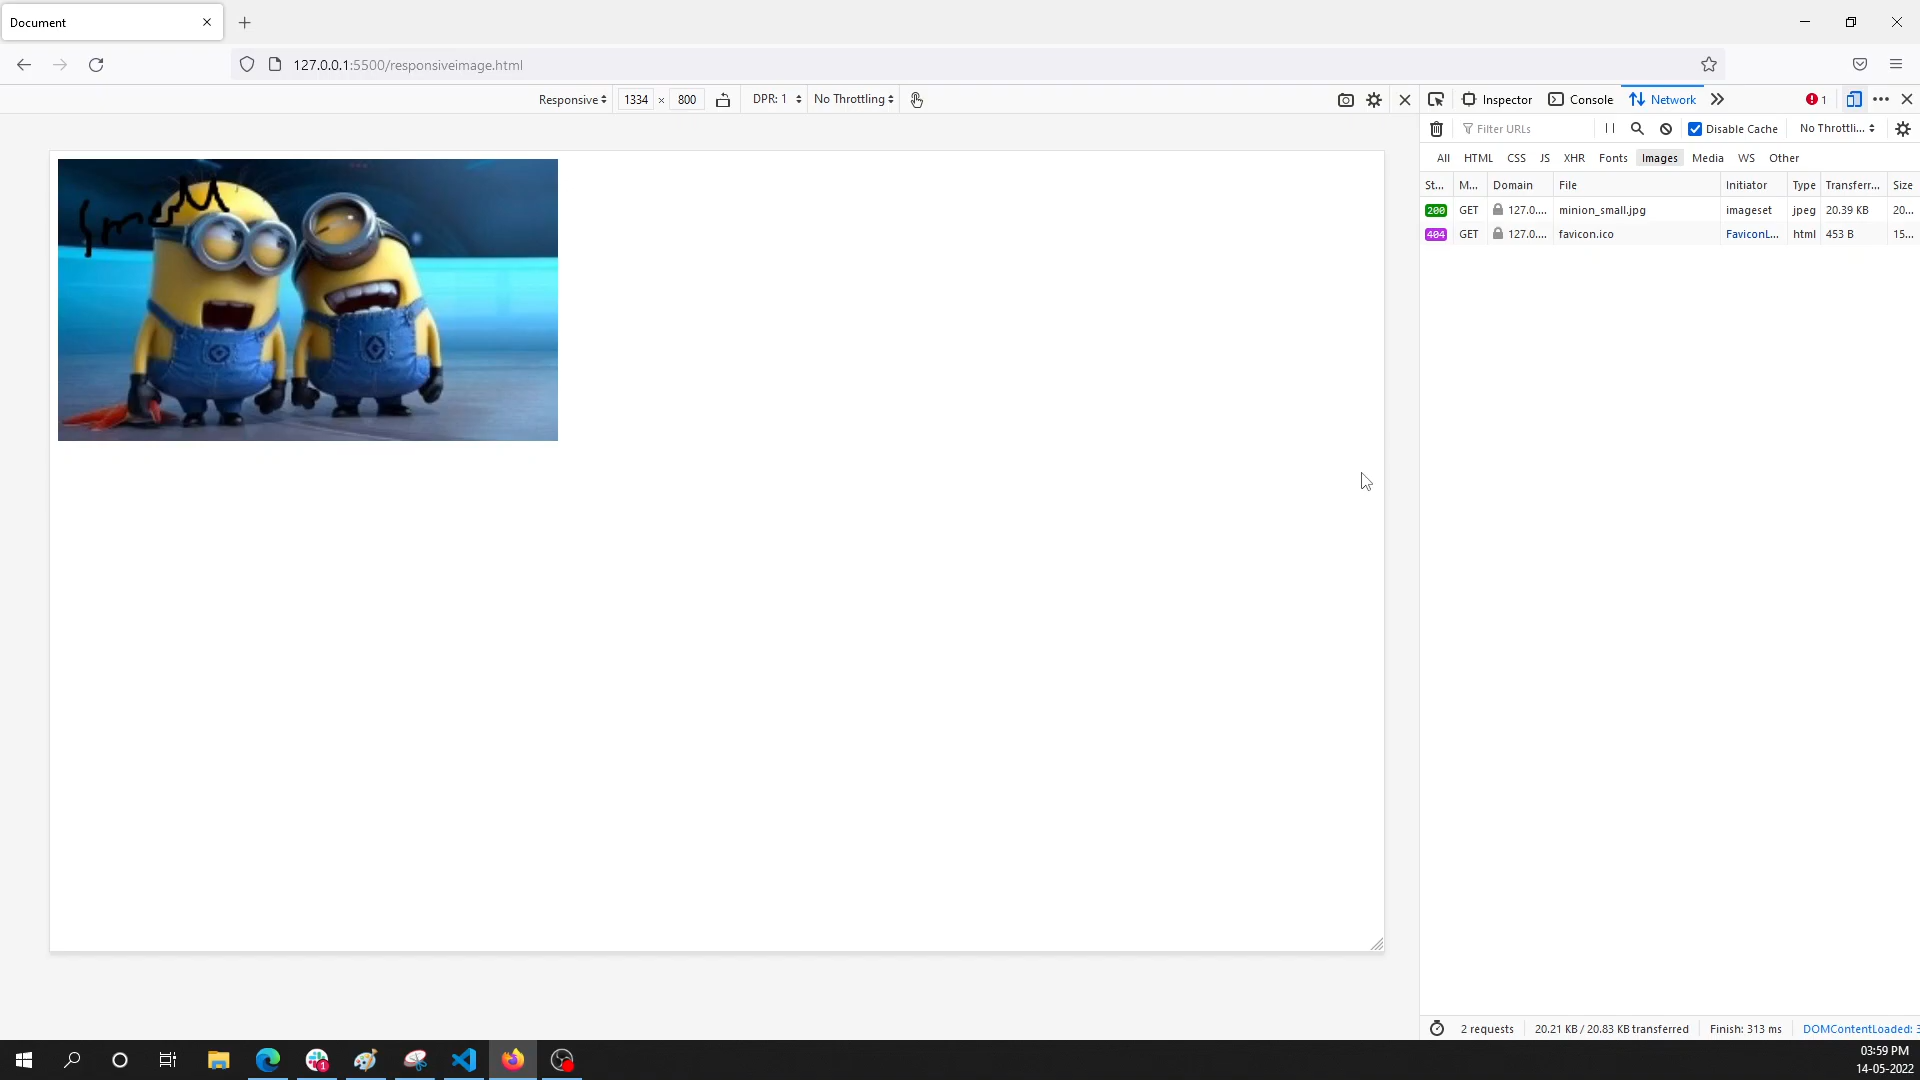 Document
127.0.0.1:5500/responsiveimage.html
Responsive 1334 × 800 DPR: 1 No Throttling
Inspector Console Network 1
Filter URLs Disable Cache No Throttli...
All HTML CSS JS XHR Fonts Images Media WS Other
St... M... Domain File Initiator Type Transferr... Size
200 GET 127.0.... minion_small.jpg imageset jpeg 20.39 KB 20...
404 GET 127.0.... favicon.ico FaviconL... html 453 B 15...
Small
2 requests 20.21 KB / 20.83 KB transferred Finish: 313 ms DOMContentLoaded: 3
1
03:59 PM
14-05-2022